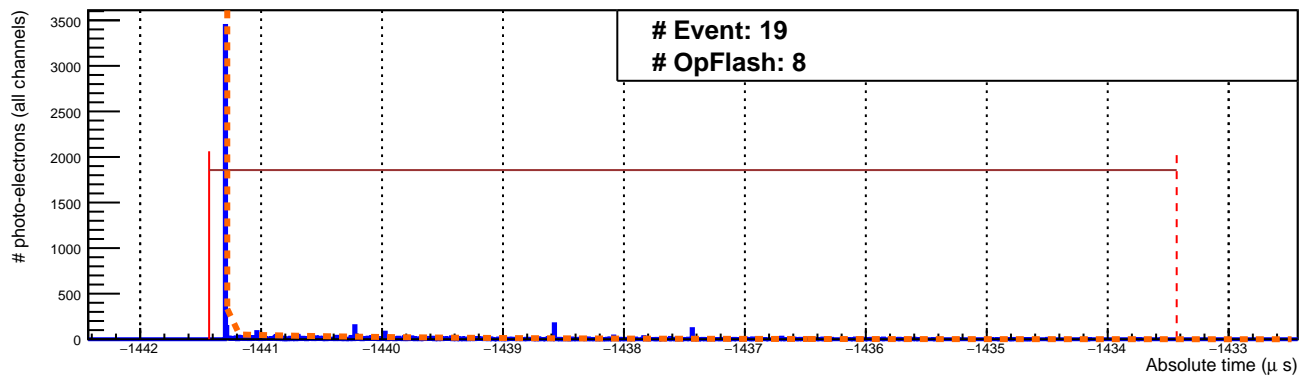 # Event: 19
# OpFlash: 8
# photo-electrons (all channels)
3500
3000
2500
2000
1500
1000
500
0
−1442 −1441 −1440 −1439 −1438 −1437 −1436 −1435 −1434 −1433
Absolute time (μ s)